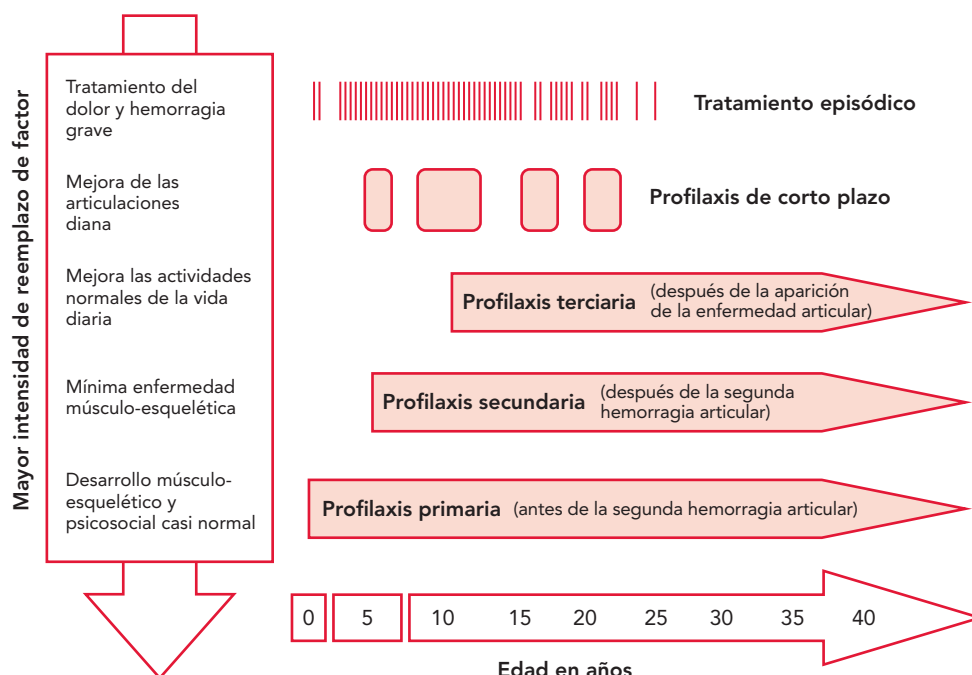 Mayor intensidad de reemplazo de factor
Tratamiento del
dolor y hemorragia
grave
Tratamiento episódico
Mejora de las
articulaciones
diana
Profilaxis de corto plazo
Mejora las actividades
normales de la vida
diaria
Profilaxis terciaria (después de la aparición
de la enfermedad articular)
Mínima enfermedad
músculo-esquelética
Profilaxis secundaria (después de la segunda
hemorragia articular)
Desarrollo músculo-
esquelético y
psicosocial casi normal
Profilaxis primaria (antes de la segunda hemorragia articular)
0 5 10 15 20 25 30 35 40
Edad en años